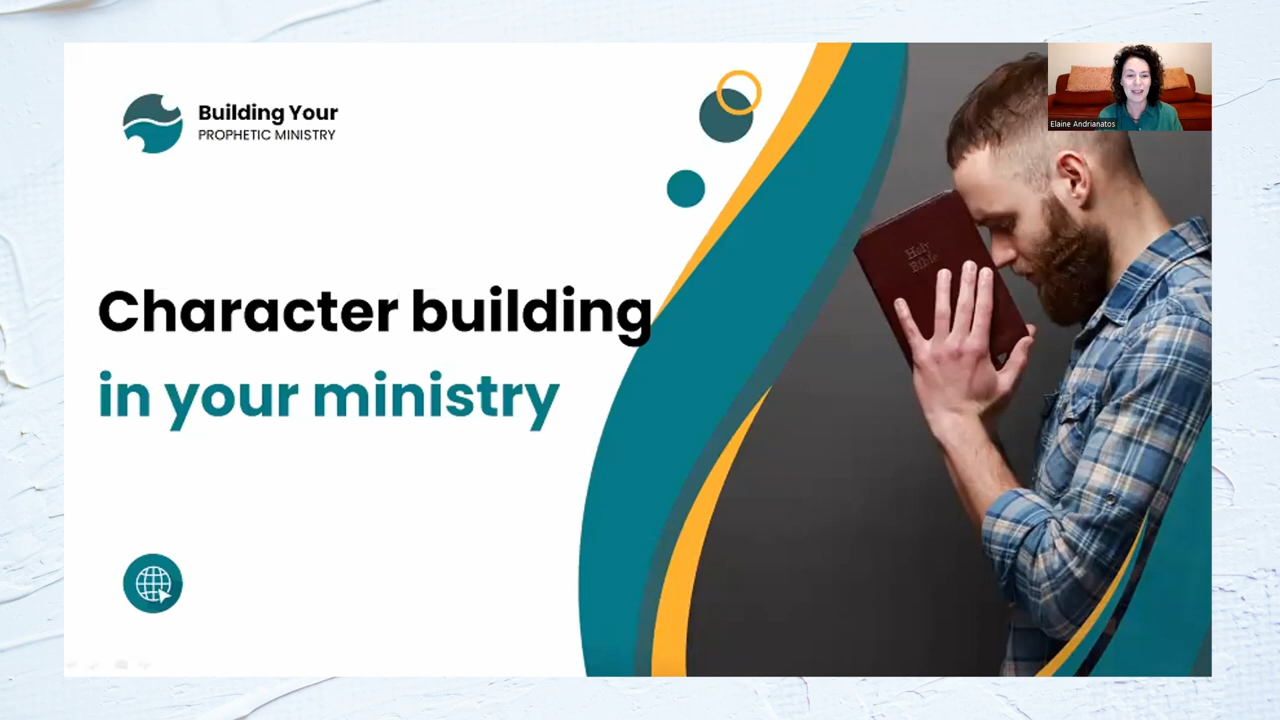 Building Your
PROPHETIC MINISTRY
Elaine Andrianatos
Holy
Bible
Character building
in your ministry